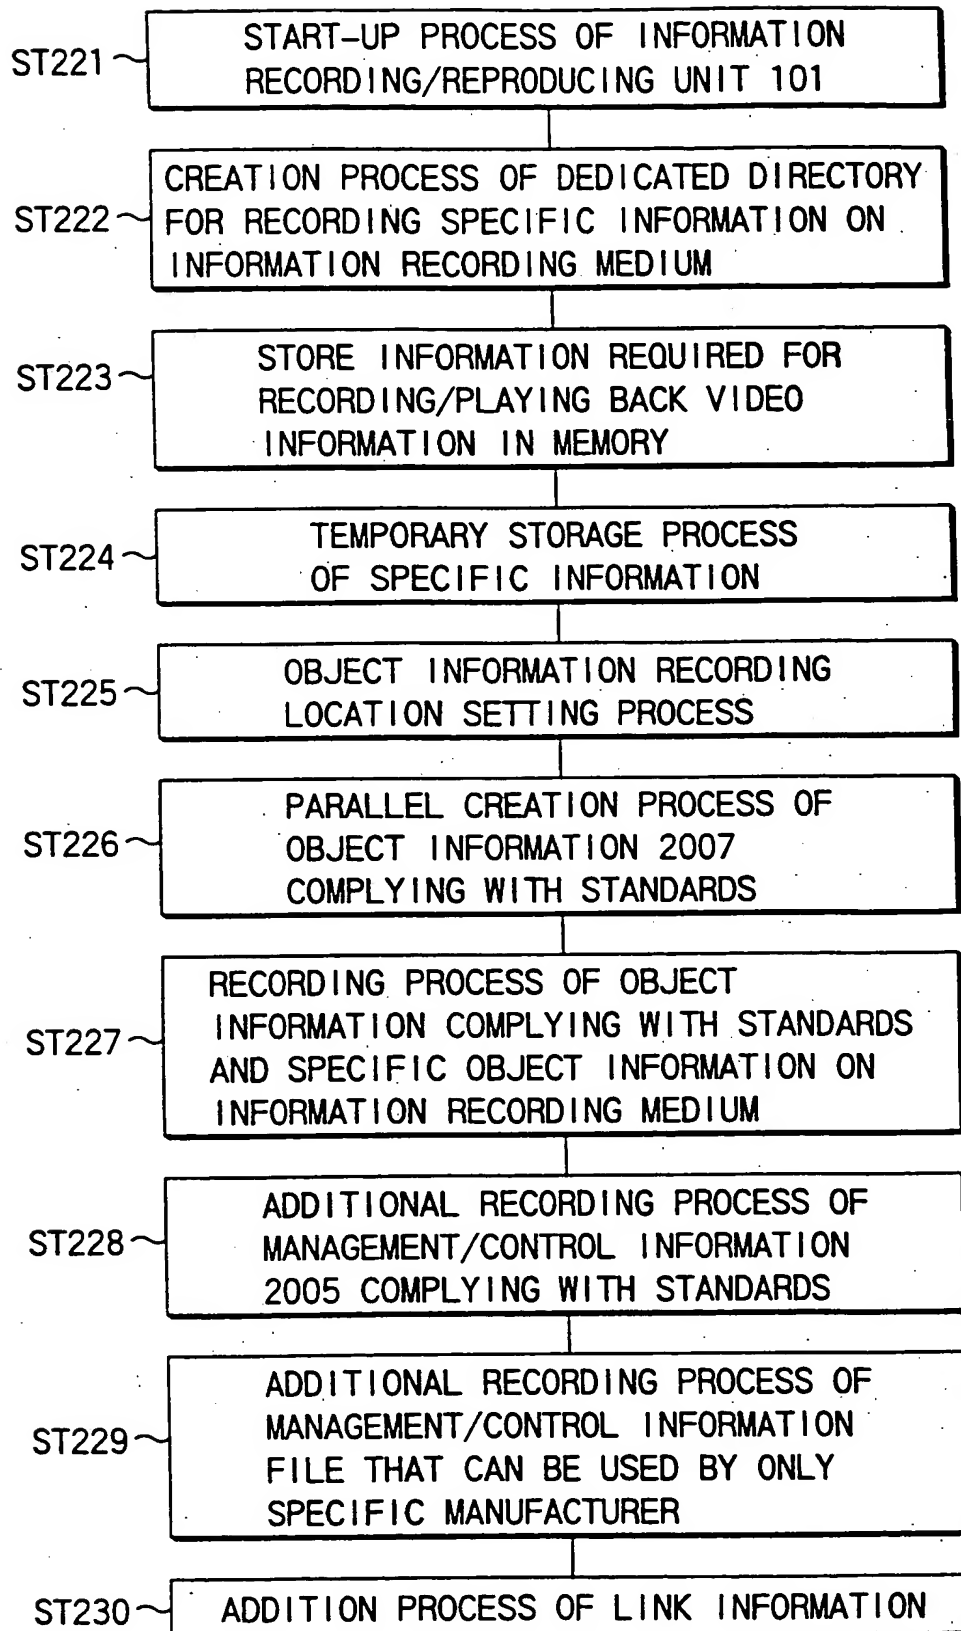 ST221
START-UP PROCESS OF INFORMATION
RECORDING/REPRODUCING UNIT 101
ST222
CREATION PROCESS OF DEDICATED DIRECTORY
FOR RECORDING SPECIFIC INFORMATION ON
INFORMATION RECORDING MEDIUM
ST223
STORE INFORMATION REQUIRED FOR
RECORDING/PLAYING BACK VIDEO
INFORMATION IN MEMORY
ST224
TEMPORARY STORAGE PROCESS
OF SPECIFIC INFORMATION
ST225
OBJECT INFORMATION RECORDING
LOCATION SETTING PROCESS
ST226
PARALLEL CREATION PROCESS OF
OBJECT INFORMATION 2007
COMPLYING WITH STANDARDS
ST227
RECORDING PROCESS OF OBJECT
INFORMATION COMPLYING WITH STANDARDS
AND SPECIFIC OBJECT INFORMATION ON
INFORMATION RECORDING MEDIUM
ST228
ADDITIONAL RECORDING PROCESS OF
MANAGEMENT/CONTROL INFORMATION
2005 COMPLYING WITH STANDARDS
ST229
ADDITIONAL RECORDING PROCESS OF
MANAGEMENT/CONTROL INFORMATION
FILE THAT CAN BE USED BY ONLY
SPECIFIC MANUFACTURER
ST230
ADDITION PROCESS OF LINK INFORMATION